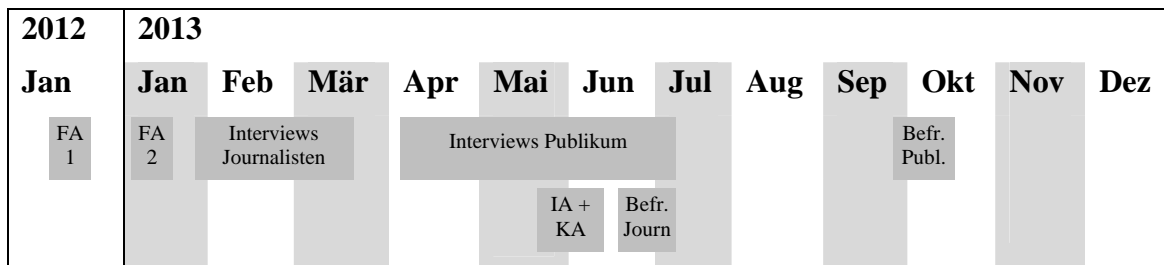 2012 2013
Jan Jan Feb Mär Apr Mai Jun Jul Aug Sep Okt Nov Dez
FA
1
FA
2
Interviews
Journalisten
Interviews Publikum
Befr.
Publ.
IA +
KA
Befr.
Journ